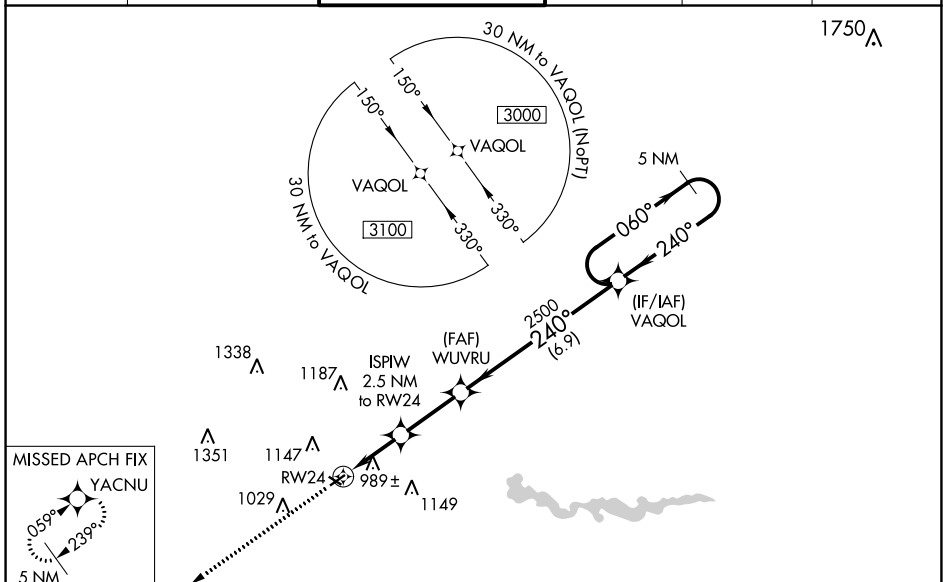 1750
30 NM to VAQOL (NoPT)
150°
3000
VAQOL
330°
150°
VAQOL
3100
330°
30 NM to VAQOL
5 NM
060°
240°
(IF/IAF)
VAQOL
2500
240°
(6.9)
(FAF)
WUVRU
ISPIW
2.5 NM
to RW24
1338
1187
1351
1147
RW24
989 ±
1149
1029
MISSED APCH FIX
YACNU
059°
239°
5 NM